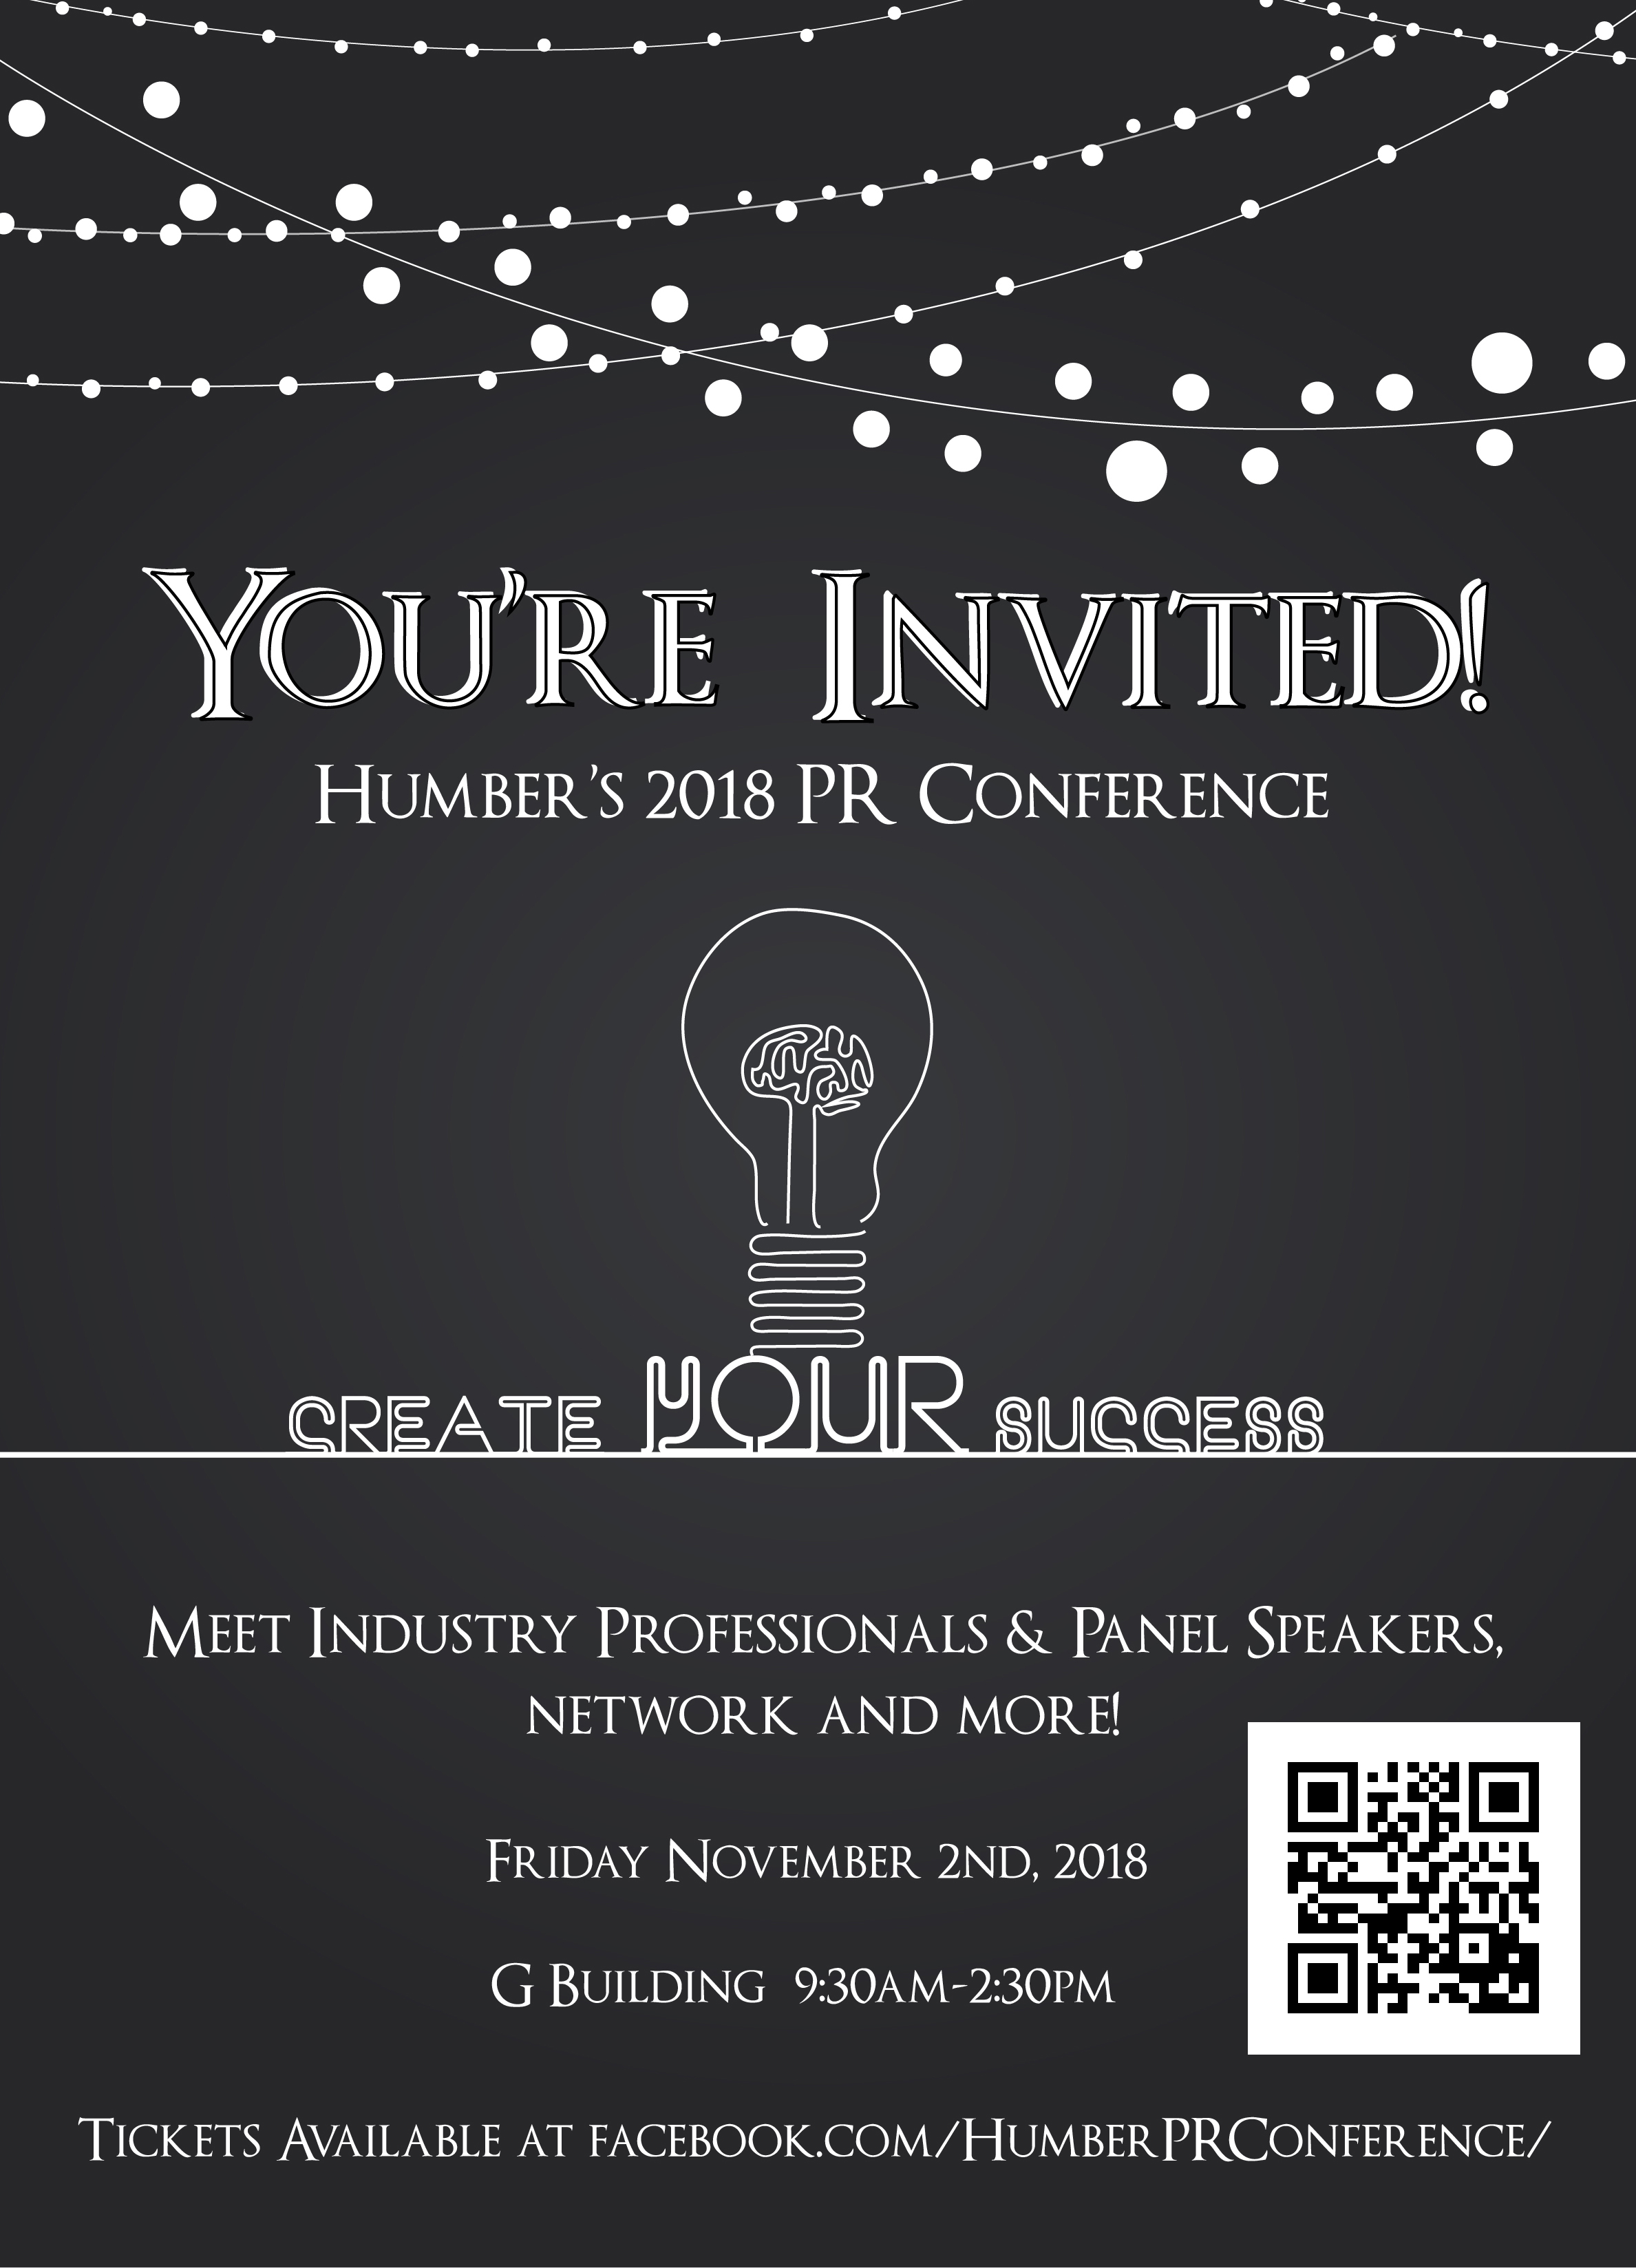 You're Invited!
Humber's 2018 PR Conference
CREATE YOUR SUCCESS
Meet Industry Professionals & Panel Speakers,
network and more!
Friday November 2nd, 2018
G Building 9:30am-2:30pm
Tickets Available at facebook.com/HumberPRConference/